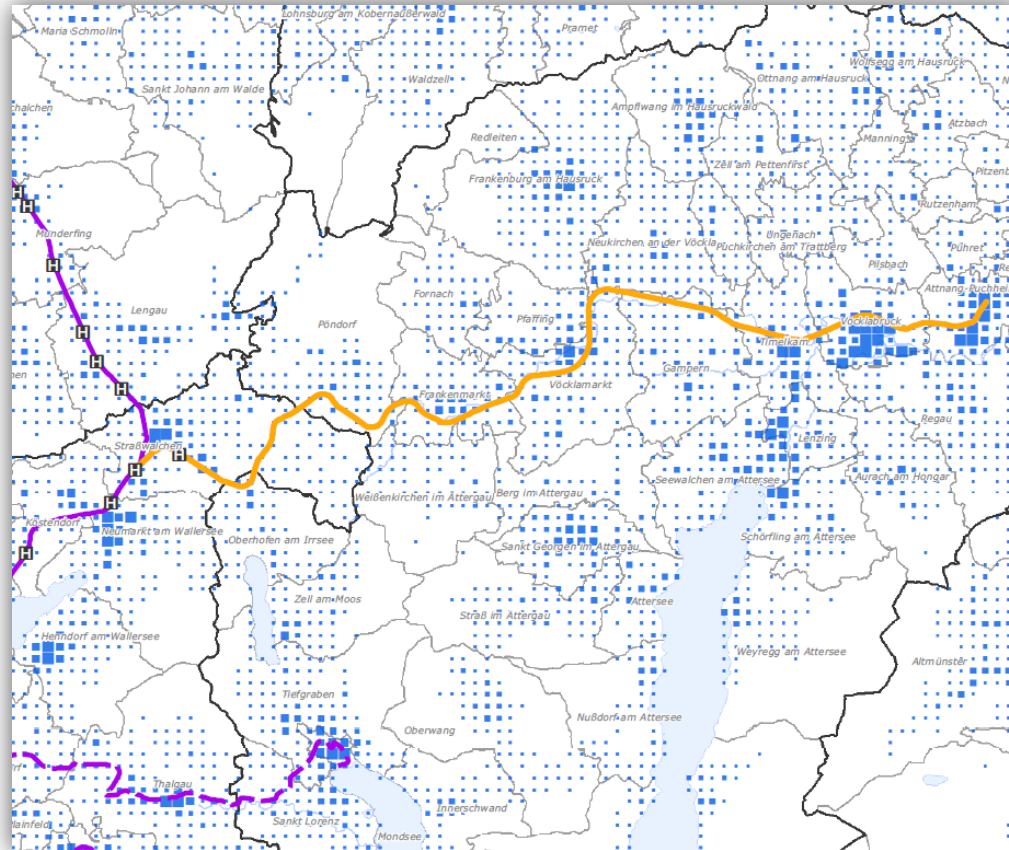 Lohnsburg am Kobernaußerwald
Maria Schmolln
Pramet
Wolfsegg am Hausruck
Waldzell
Ottnang am Hausruck
Sankt Johann am Walde
chalchen
Ampflwang im Hausruckwald
Atzbach
Redleiten
Manning
Zell am Pettenfirst
Pitzenb
Frankenburg am Hausruck
Rutzenham
H
H
Munderfing
Ungenach
Neukirchen an der Vöckla
Puchkirchen am Trattberg
Pühret
H
Pilsbach
Re
Attnang-Puchhei
Fornach
Lengau
Pfaffing
Vöcklabruck
Pöndorf
H
Timelkam
H
Gampern
nen
Vöcklamarkt
H
Frankenmarkt
Regau
Lenzing
Straßwalchen
H
H
Aurach am Hongar
Seewalchen am Attersee
Weißenkirchen im Attergau
Berg im Attergau
H
Köstendorf
Neumarkt am Wallersee
Oberhofen am Irrsee
Schörfling am Attersee
Sankt Georgen im Attergau
H
Zell am Moos
Attersee
Straß im Attergau
Henndorf am Wallersee
Weyregg am Attersee
Altmünster
Tiefgraben
Nußdorf am Attersee
Oberwang
Thalgau
Innerschwand
Plainfeld
Sankt Lorenz
Mondsee